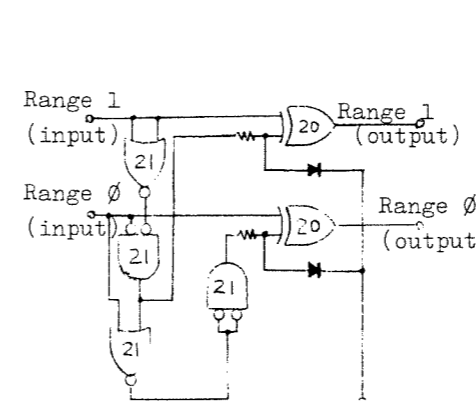 Range 1
(input)
20
Range 1
(output)
21
Range Ø
(input)
20
Range Ø
(output
21
21
21